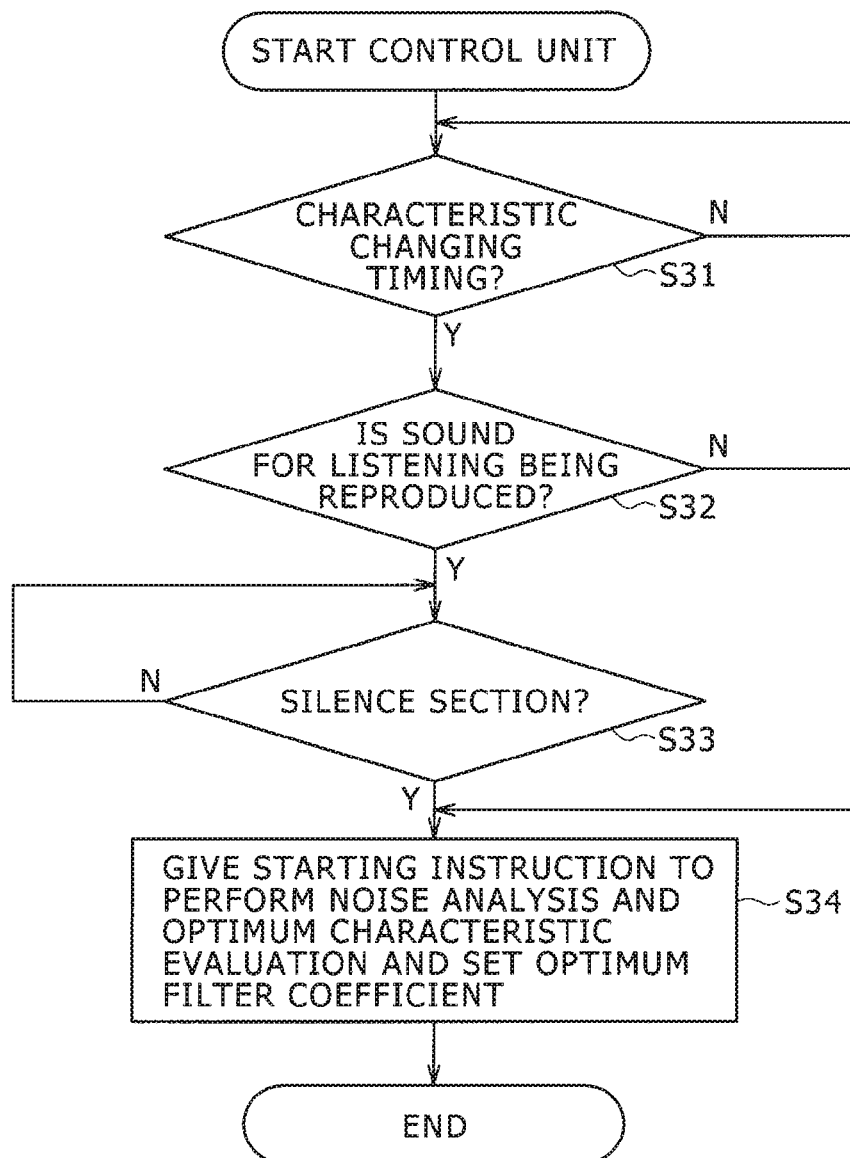 START CONTROL UNIT
CHARACTERISTIC
CHANGING
TIMING?
N
S31
Y
IS SOUND
FOR LISTENING BEING
REPRODUCED?
N
S32
Y
SILENCE SECTION?
N
S33
Y
GIVE STARTING INSTRUCTION TO
PERFORM NOISE ANALYSIS AND
OPTIMUM CHARACTERISTIC
EVALUATION AND SET OPTIMUM
FILTER COEFFICIENT
S34
END